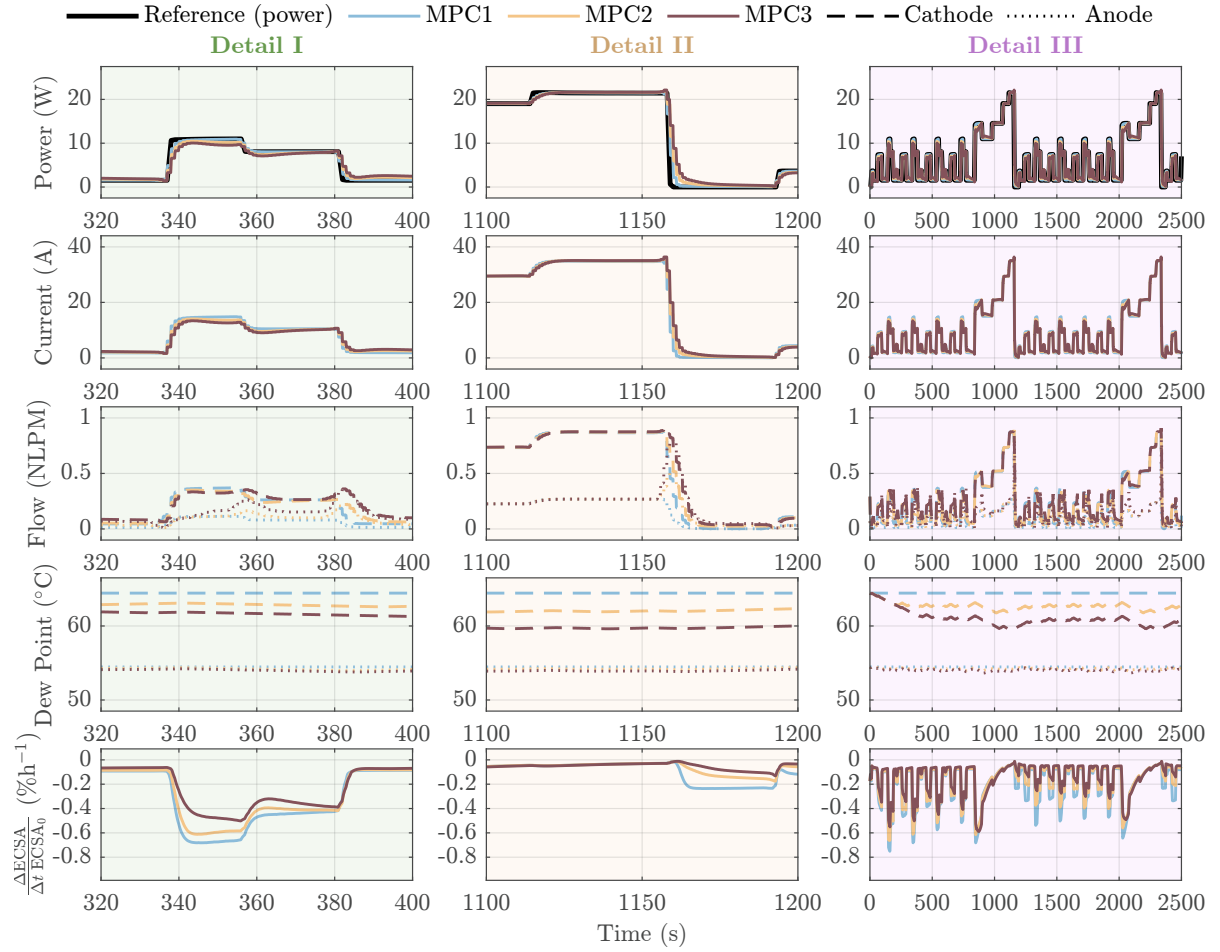 Reference (power) MPC1 MPC2 MPC3 Cathode Anode
Detail I Detail II Detail III
Power (W)
20
10
0
320 340 360 380 400
20
10
0
1100 1150 1200
20
10
0
0 500 1000 1500 2000 2500
Current (A)
40
20
0
320 340 360 380 400
40
20
0
1100 1150 1200
40
20
0
0 500 1000 1500 2000 2500
Flow (NLPM)
1
0.5
0
320 340 360 380 400
1
0.5
0
1100 1150 1200
1
0.5
0
0 500 1000 1500 2000 2500
Dew Point (°C)
60
50
320 340 360 380 400
60
50
1100 1150 1200
60
50
0 500 1000 1500 2000 2500
ΔECSA
Δt ECSA₀ (%h⁻¹)
0
-0.2
-0.4
-0.6
-0.8
320 340 360 380 400
0
-0.2
-0.4
-0.6
-0.8
1100 1150 1200
0
-0.2
-0.4
-0.6
-0.8
0 500 1000 1500 2000 2500
Time (s)